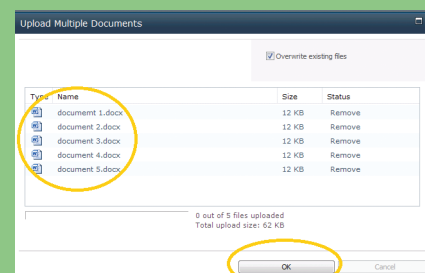 Upload Multiple Documents
Overwrite existing files
Type Name Size Status
documemt 1.docx 12 KB Remove
document 2.docx 12 KB Remove
document 3.docx 12 KB Remove
document 4.docx 12 KB Remove
document 5.docx 12 KB Remove
0 out of 5 files uploaded
Total upload size: 62 KB
OK Cancel